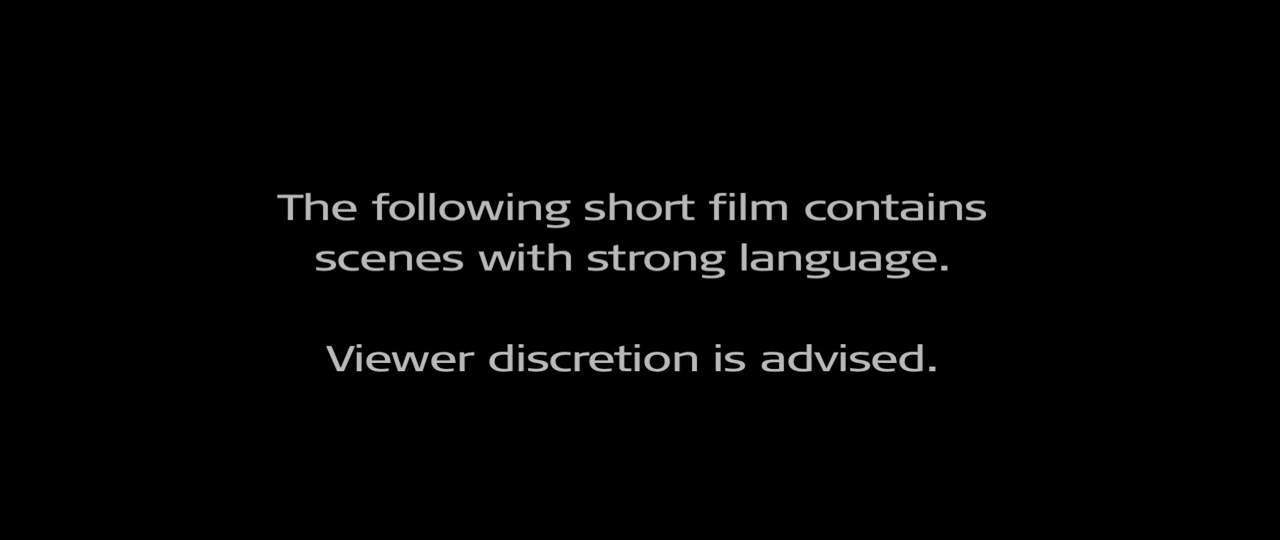 The following short film contains
scenes with strong language.
Viewer discretion is advised.